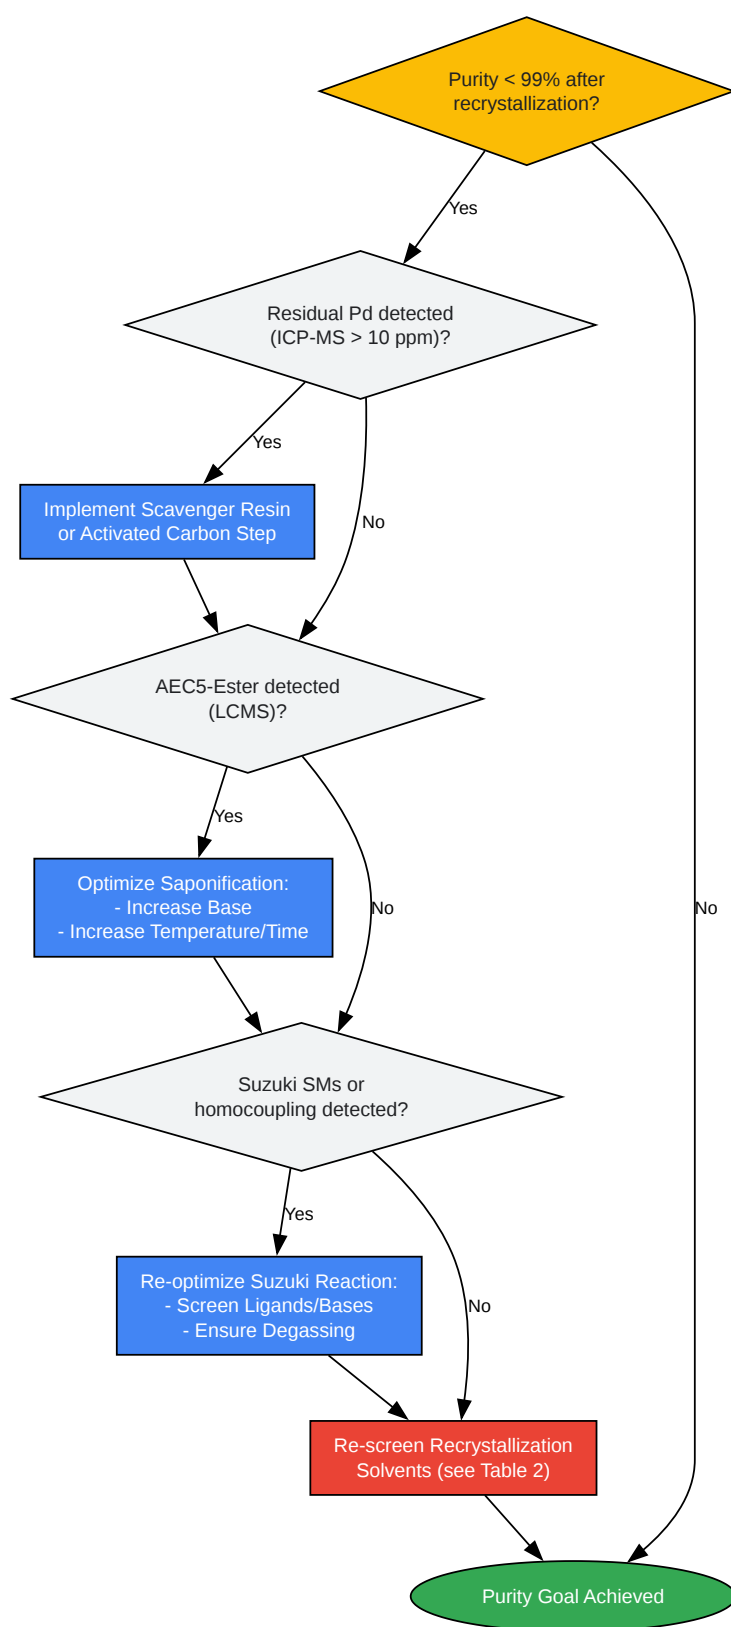 Purity < 99% after
recrystallization?
Yes
Residual Pd detected
(ICP-MS > 10 ppm)?
Yes
Implement Scavenger Resin
or Activated Carbon Step
No
AEC5-Ester detected
(LCMS)?
Yes
Optimize Saponification:
- Increase Base
- Increase Temperature/Time
No
No
Suzuki SMs or
homocoupling detected?
Yes
Re-optimize Suzuki Reaction:
- Screen Ligands/Bases
- Ensure Degassing
No
Re-screen Recrystallization
Solvents (see Table 2)
Purity Goal Achieved